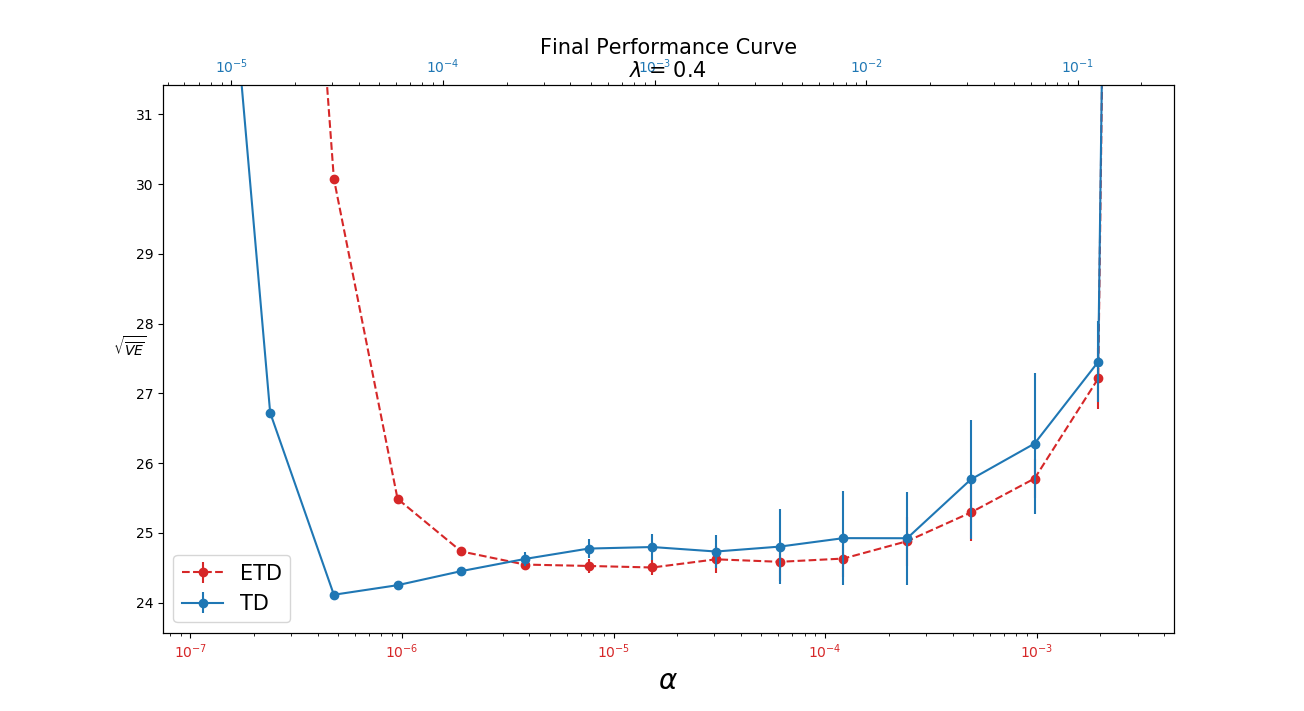 Final Performance Curve
λ = 0.4
10⁻⁵ 10⁻⁴ 10⁻³ 10⁻² 10⁻¹
31
30
29
28
√V̅E̅
27
26
25
24
ETD
TD
10⁻⁷ 10⁻⁶ 10⁻⁵ 10⁻⁴ 10⁻³
α